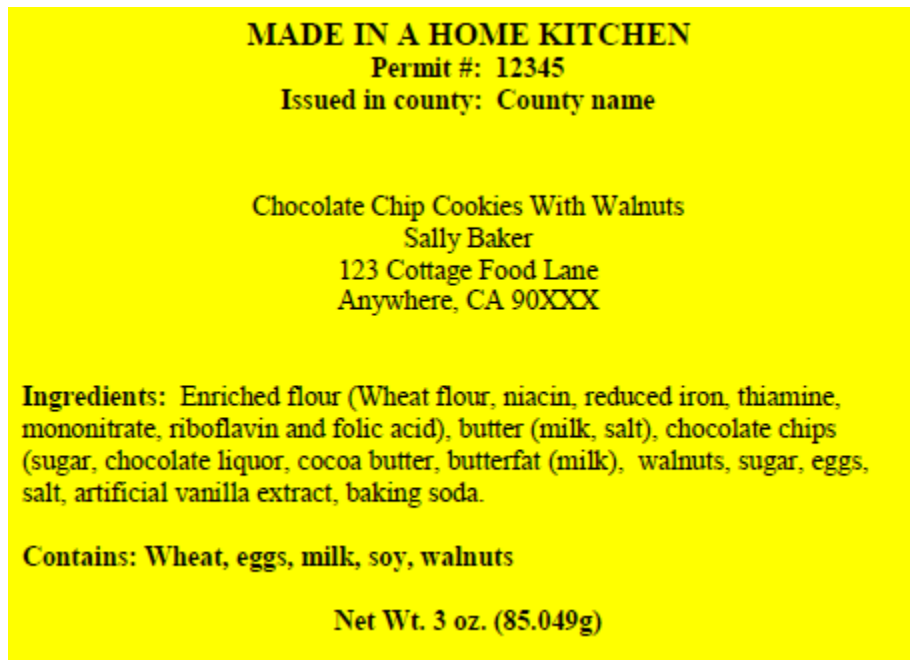 MADE IN A HOME KITCHEN
Permit #: 12345
Issued in county: County name
Chocolate Chip Cookies With Walnuts
Sally Baker
123 Cottage Food Lane
Anywhere, CA 90XXX
Ingredients: Enriched flour (Wheat flour, niacin, reduced iron, thiamine,
mononitrate, riboflavin and folic acid), butter (milk, salt), chocolate chips
(sugar, chocolate liquor, cocoa butter, butterfat (milk), walnuts, sugar, eggs,
salt, artificial vanilla extract, baking soda.
Contains: Wheat, eggs, milk, soy, walnuts
Net Wt. 3 oz. (85.049g)